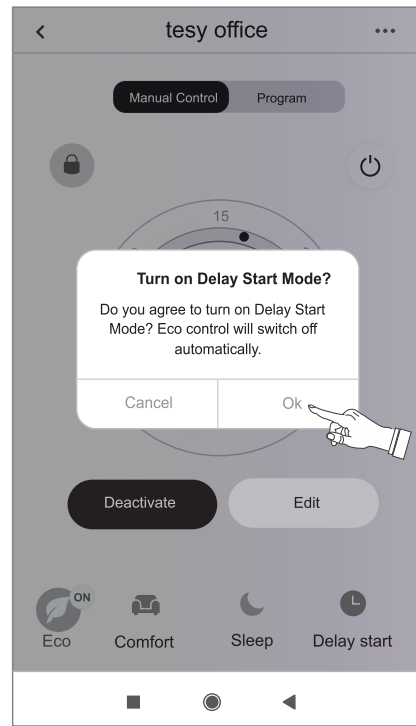 tesy office
Manual Control Program
15
Turn on Delay Start Mode?
Do you agree to turn on Delay Start
Mode? Eco control will switch off
automatically.
Cancel Ok
Deactivate Edit
ON
Eco Comfort Sleep Delay start